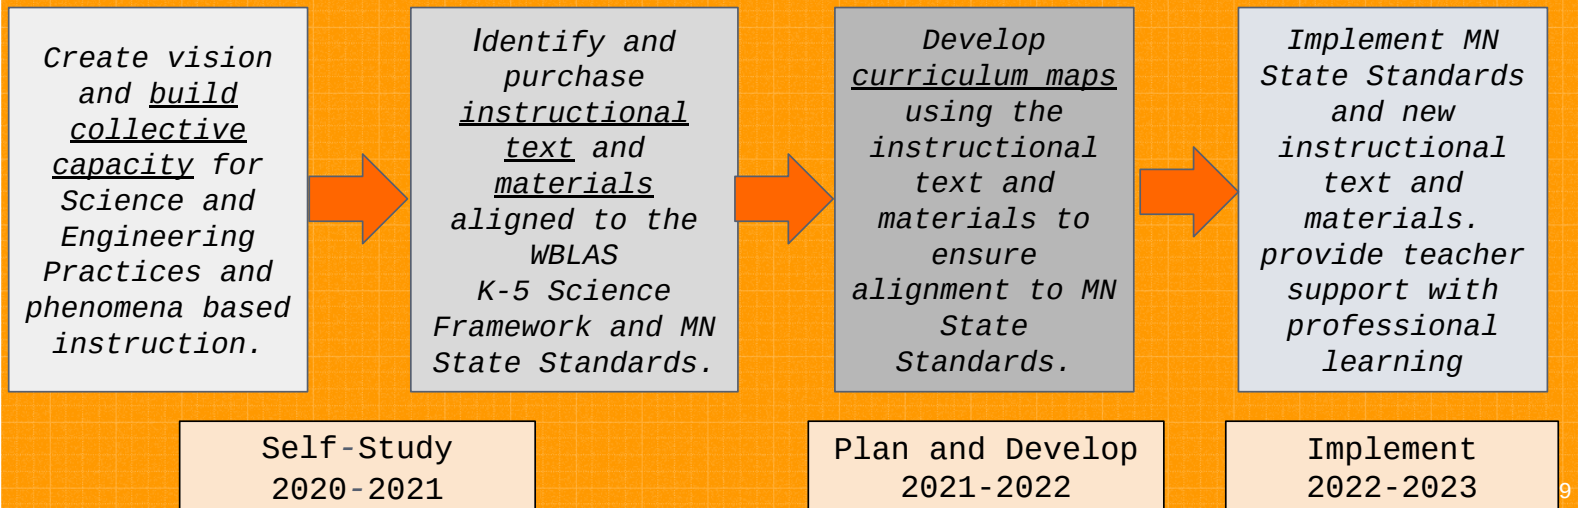 Create vision
and build
collective
capacity for
Science and
Engineering
Practices and
phenomena based
instruction.
Identify and
purchase
instructional
text and
materials
aligned to the
WBLAS
K-5 Science
Framework and MN
State Standards.
Develop
curriculum maps
using the
instructional
text and
materials to
ensure
alignment to MN
State
Standards.
Implement MN
State Standards
and new
instructional
text and
materials.
provide teacher
support with
professional
learning
Self-Study
2020-2021
Plan and Develop
2021-2022
Implement
2022-2023
9